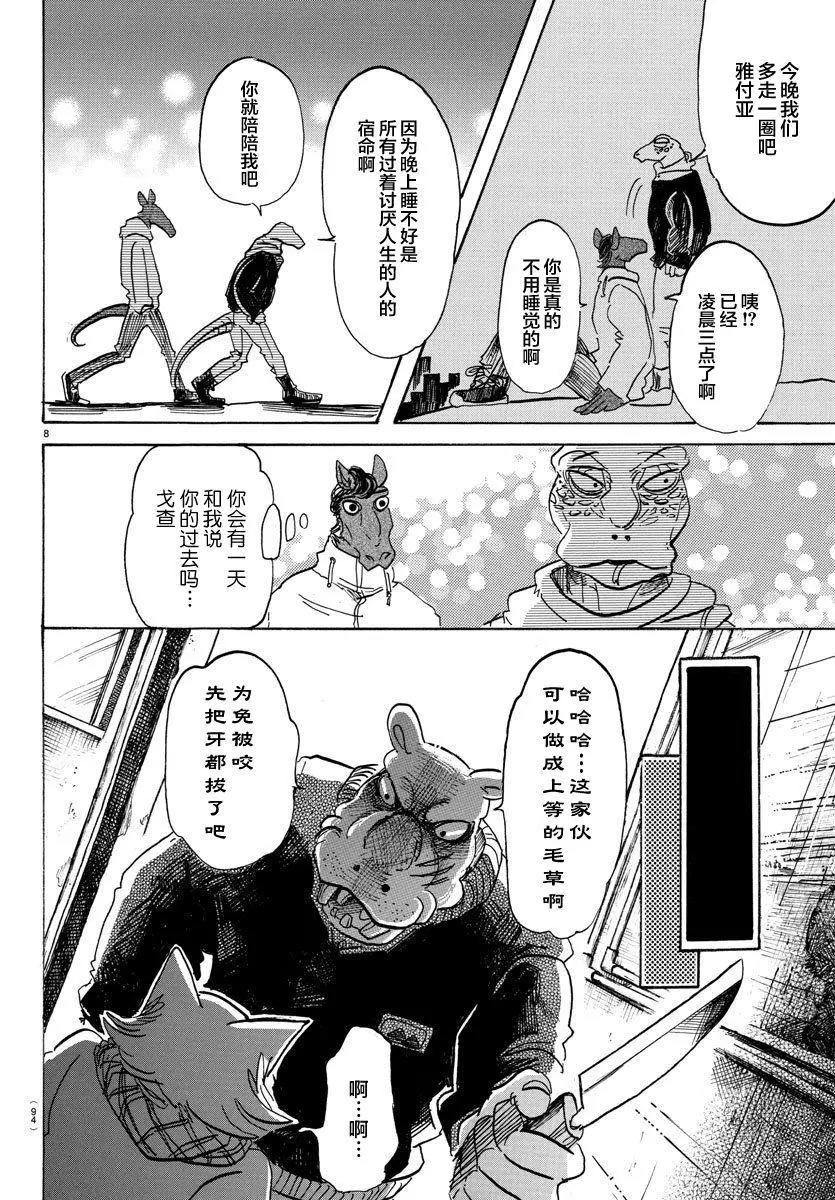 今晚我们
多走一圈吧
雅付亚
咦!?
已经
凌晨三点了啊
你是真的
不用睡觉的啊
因为晚上睡不好是
所有过着讨厌人生的人的
宿命啊
你就陪陪我吧
8
你会有一天
和我说
你的过去吗…
戈查
哈哈哈…这家伙
可以做成上等的毛草啊
为免被咬
先把牙都拔了吧
啊…
啊…
(94)